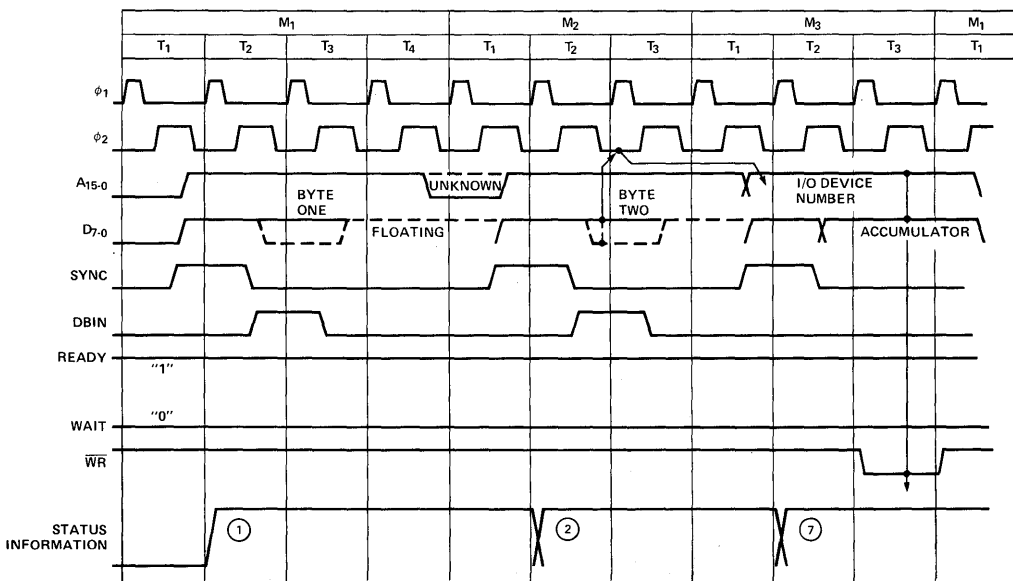 M1 M2 M3 M1
T1 T2 T3 T4 T1 T2 T3 T1 T2 T3 T1
ϕ1
ϕ2
A15-0 UNKNOWN
BYTE ONE
BYTE TWO
I/O DEVICE NUMBER
D7-0 FLOATING ACCUMULATOR
SYNC
DBIN
READY
"1"
"0"
WAIT
WR
STATUS INFORMATION
1 2 7